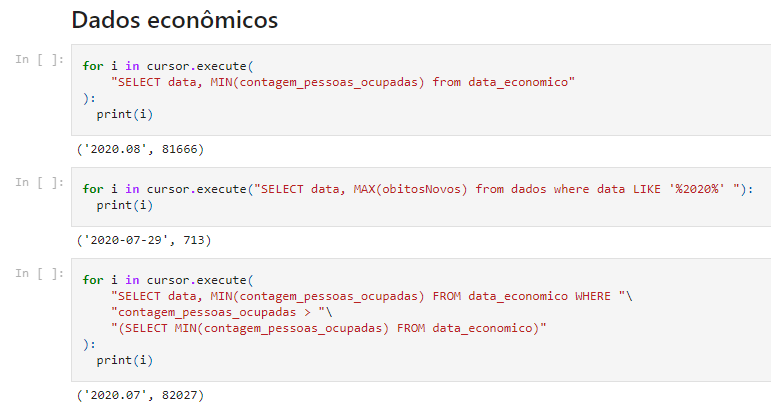 Dados econômicos
In [ ]:
for i in cursor.execute(
"SELECT data, MIN(contagem_pessoas_ocupadas) from data_economico"
):
print(i)
('2020.08', 81666)
In [ ]:
for i in cursor.execute("SELECT data, MAX(obitosNovos) from dados where data LIKE '%2020%' "):
print(i)
('2020-07-29', 713)
In [ ]:
for i in cursor.execute(
"SELECT data, MIN(contagem_pessoas_ocupadas) FROM data_economico WHERE "\
"contagem_pessoas_ocupadas > "\
"(SELECT MIN(contagem_pessoas_ocupadas) FROM data_economico)"
):
print(i)
('2020.07', 82027)